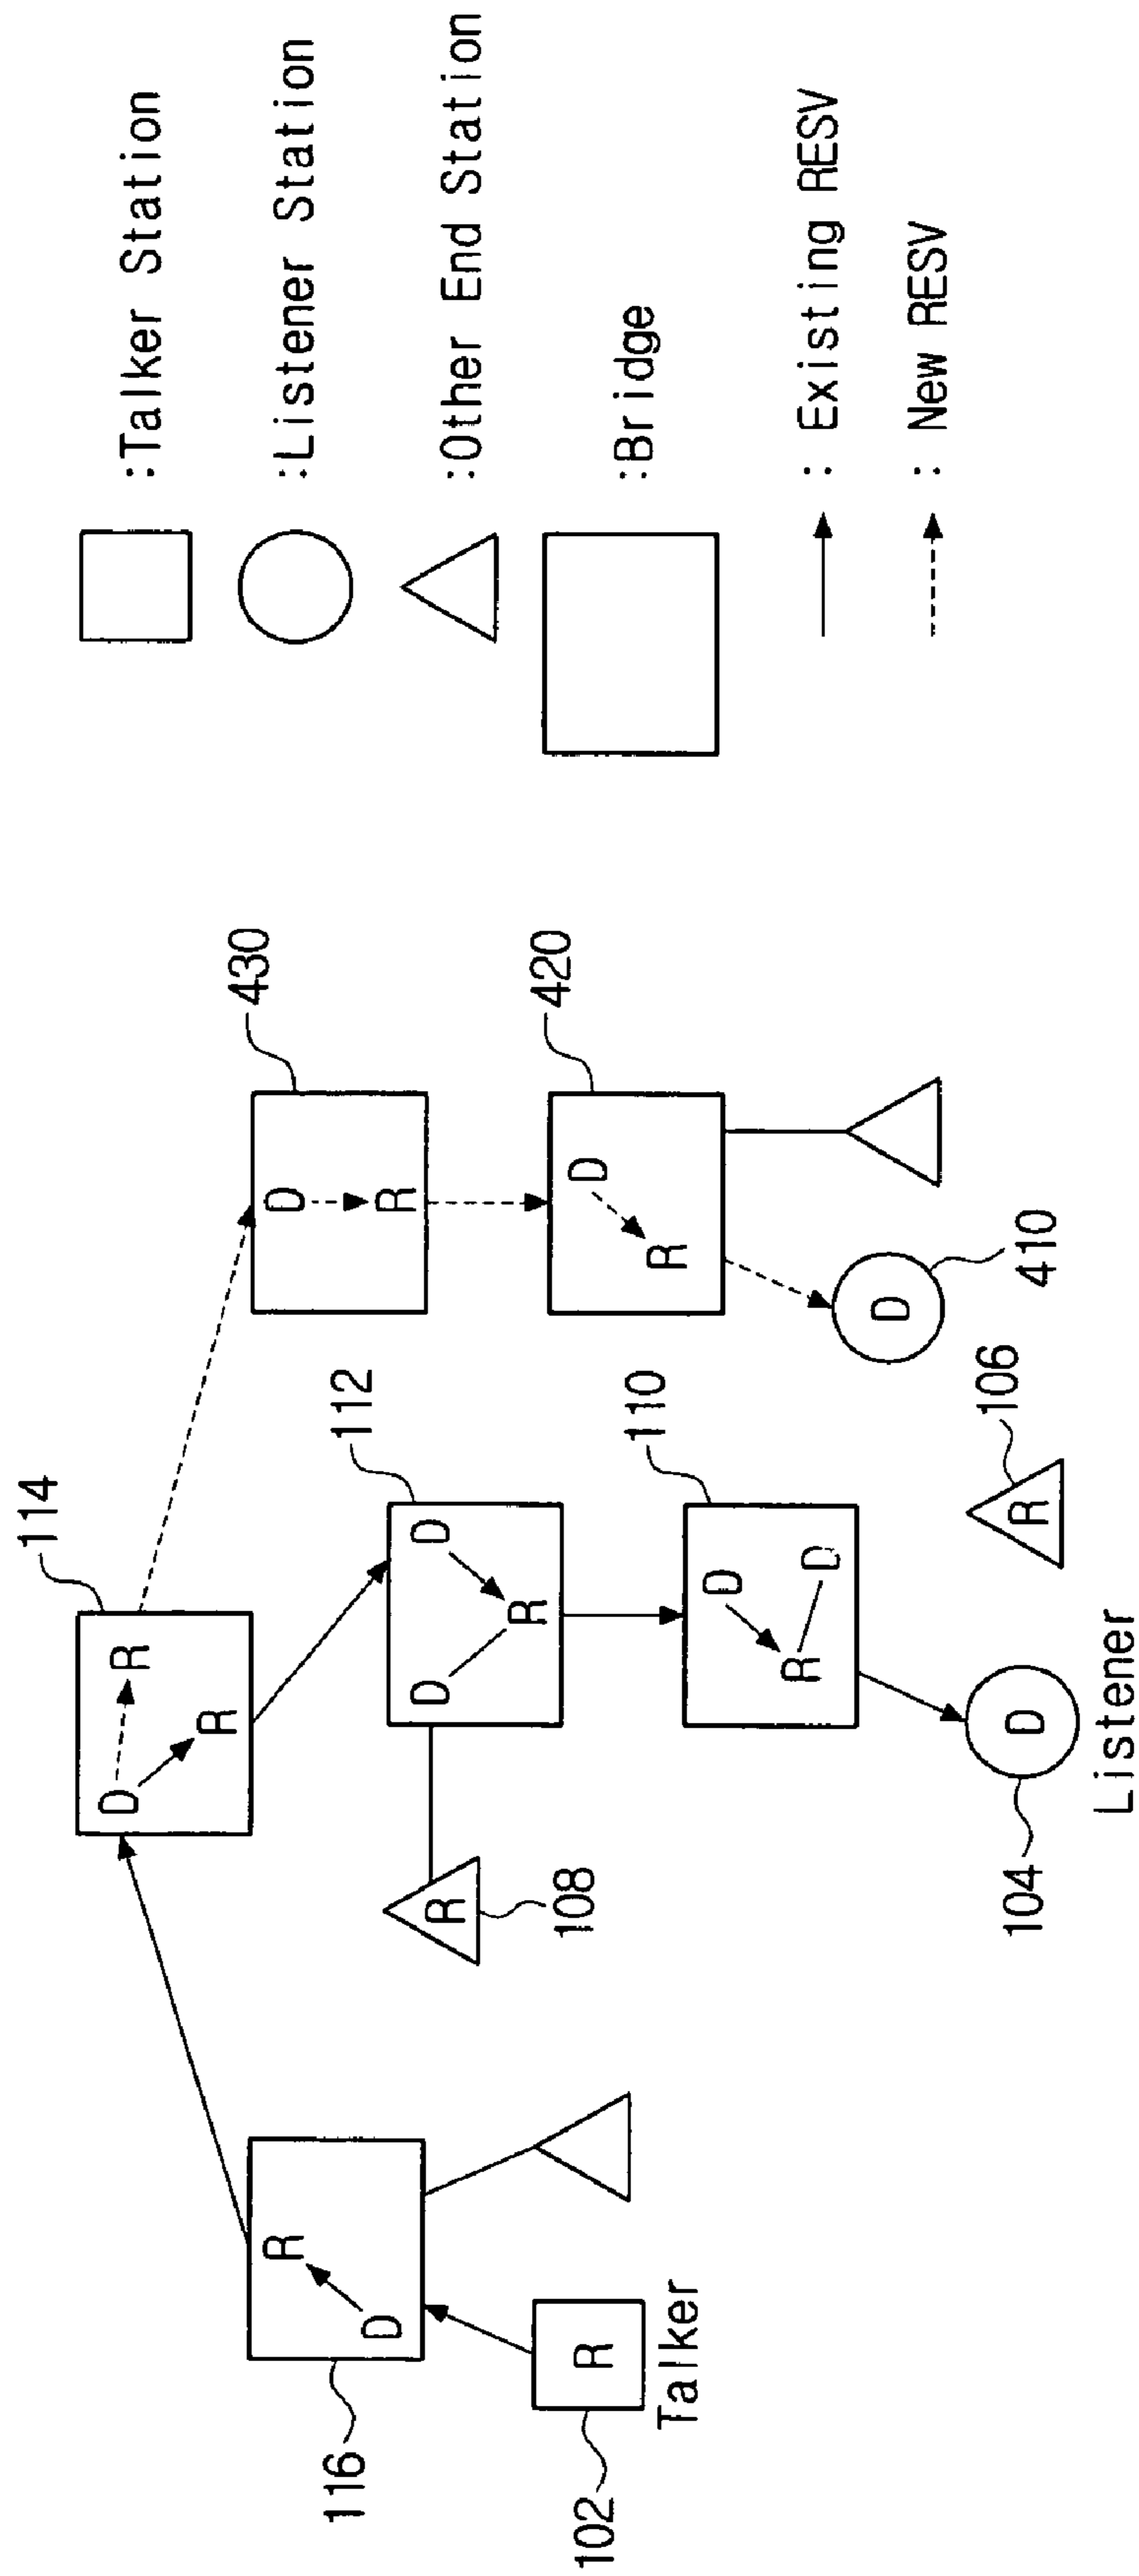 114
D
R
R
116
R
D
102
R
Talker
108
R
112
D
D
R
110
D
R
D
104
D
Listener
106
R
430
D
R
420
D
R
410
D
:Talker Station
:Listener Station
:Other End Station
:Bridge
: Existing RESV
: New RESV